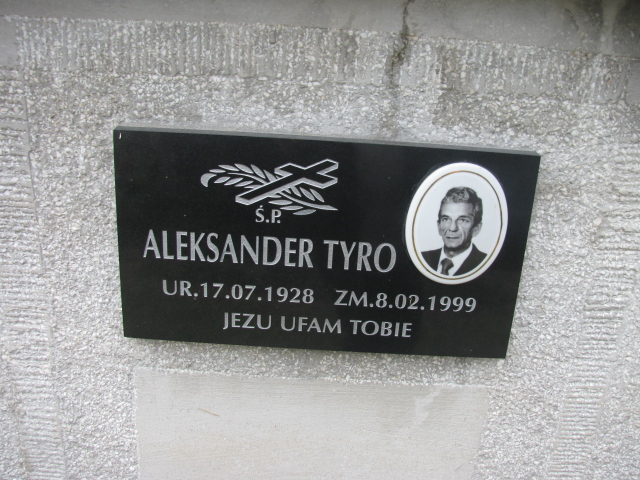 Ś.P.
ALEKSANDER TYRO
UR.17.07.1928 ZM.8.02.1999
JEZU UFAM TOBIE